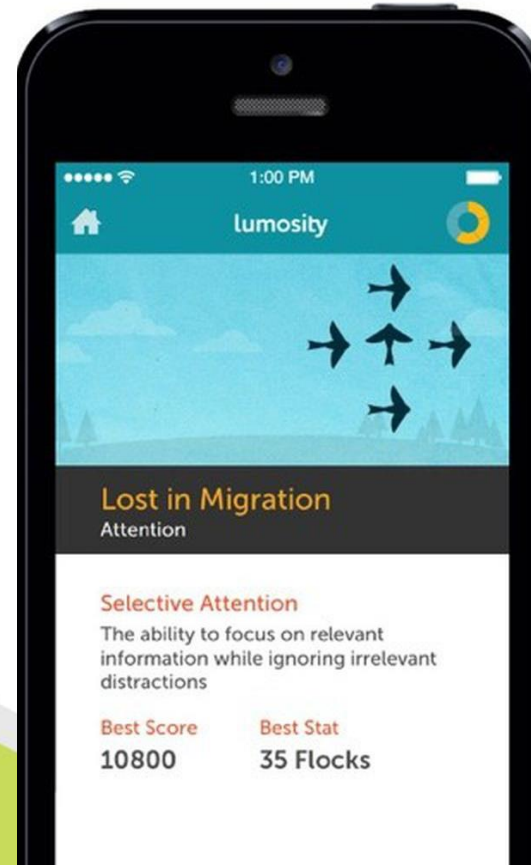 1:00 PM
lumosity
Lost in Migration
Attention
Selective Attention
The ability to focus on relevant
information while ignoring irrelevant
distractions
Best Score Best Stat
10800 35 Flocks